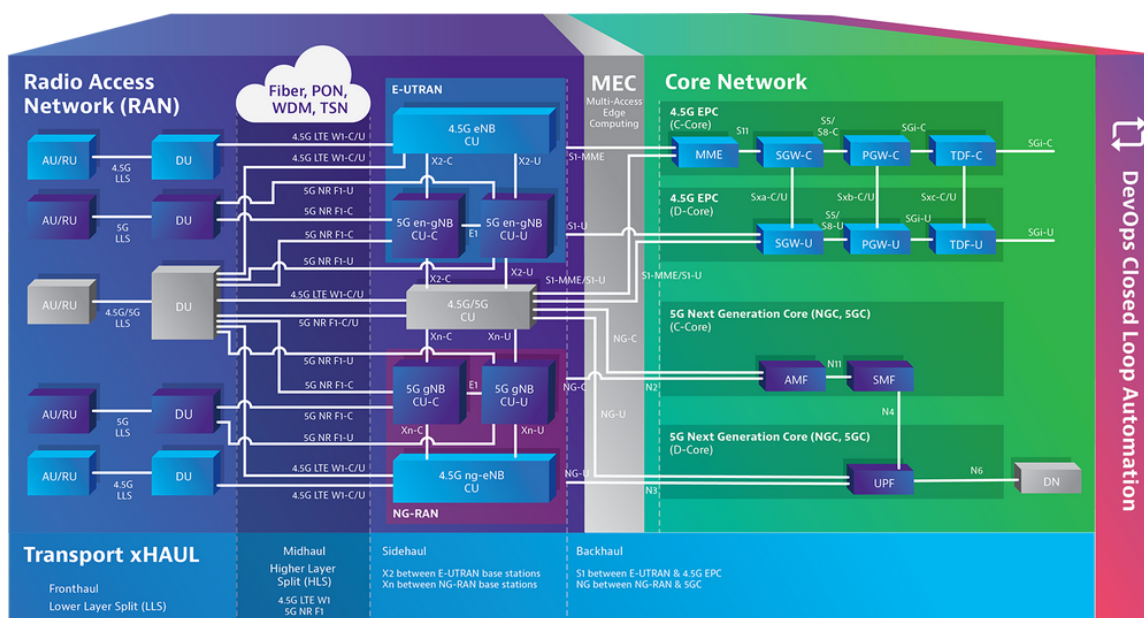 Radio Access
Network (RAN)
Fiber, PON,
WDM, TSN
E-UTRAN
MEC
Multi-Access
Edge
Computing
Core Network
4.5G EPC
(C-Core)
AU/RU
4.5G
LLS
DU
4.5G LTE W1-C/U
4.5G LTE W1-C/U
4.5G eNB
CU
X2-C
X2-U
S1-MME
MME
S11
SGW-C
S5/
S8-C
PGW-C
SGi-C
TDF-C
SGi-C
AU/RU
5G
LLS
DU
5G NR F1-U
5G NR F1-C
5G NR F1-C
5G NR F1-U
5G en-gNB
CU-C
E1
5G en-gNB
CU-U
S1-U
Sxa-C/U
Sxb-C/U
Sxc-C/U
4.5G EPC
(D-Core)
SGW-U
S5/
S8-U
PGW-U
SGi-U
TDF-U
SGi-U
X2-C
X2-U
S1-MME/S1-U
S1-MME/S1-U
AU/RU
4.5G/5G
LLS
DU
4.5G LTE W1-C/U
5G NR F1-C/U
4.5G/5G
CU
Xn-C
Xn-U
NG-C
5G Next Generation Core (NGC, 5GC)
(C-Core)
5G NR F1-U
5G NR F1-C
5G NR F1-C
5G NR F1-U
AU/RU
5G
LLS
DU
5G gNB
CU-C
E1
5G gNB
CU-U
NG-C
N2
AMF
N11
SMF
N4
NG-U
Xn-C
Xn-U
5G Next Generation Core (NGC, 5GC)
(D-Core)
AU/RU
4.5G
LLS
DU
4.5G LTE W1-C/U
4.5G LTE W1-C/U
4.5G ng-eNB
CU
NG-U
N3
UPF
N6
DN
NG-RAN
DevOps Closed Loop Automation
Transport xHAUL
Fronthaul
Lower Layer Split (LLS)
Midhaul
Higher Layer
Split (HLS)
4.5G LTE W1
5G NR F1
Sidehaul
X2 between E-UTRAN base stations
Xn between NG-RAN base stations
Backhaul
S1 between E-UTRAN & 4.5G EPC
NG between NG-RAN & 5GC